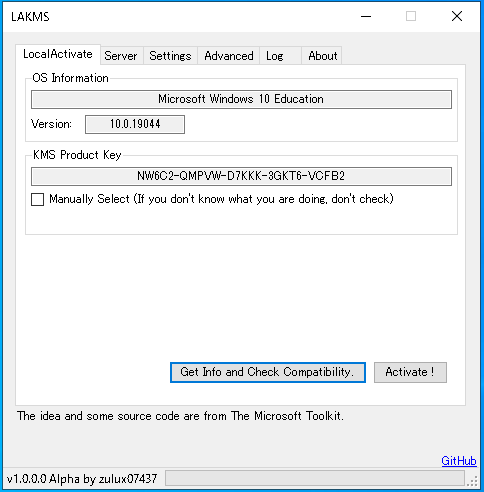 LAKMS
LocalActivate Server Settings Advanced Log About
OS Information
Microsoft Windows 10 Education
Version: 10.0.19044
KMS Product Key
NW6C2-QMPVW-D7KKK-3GKT6-VCFB2
Manually Select (If you don't know what you are doing, don't check)
Get Info and Check Compatibility. Activate !
The idea and some source code are from The Microsoft Toolkit.
GitHub
v1.0.0.0 Alpha by zulux07437